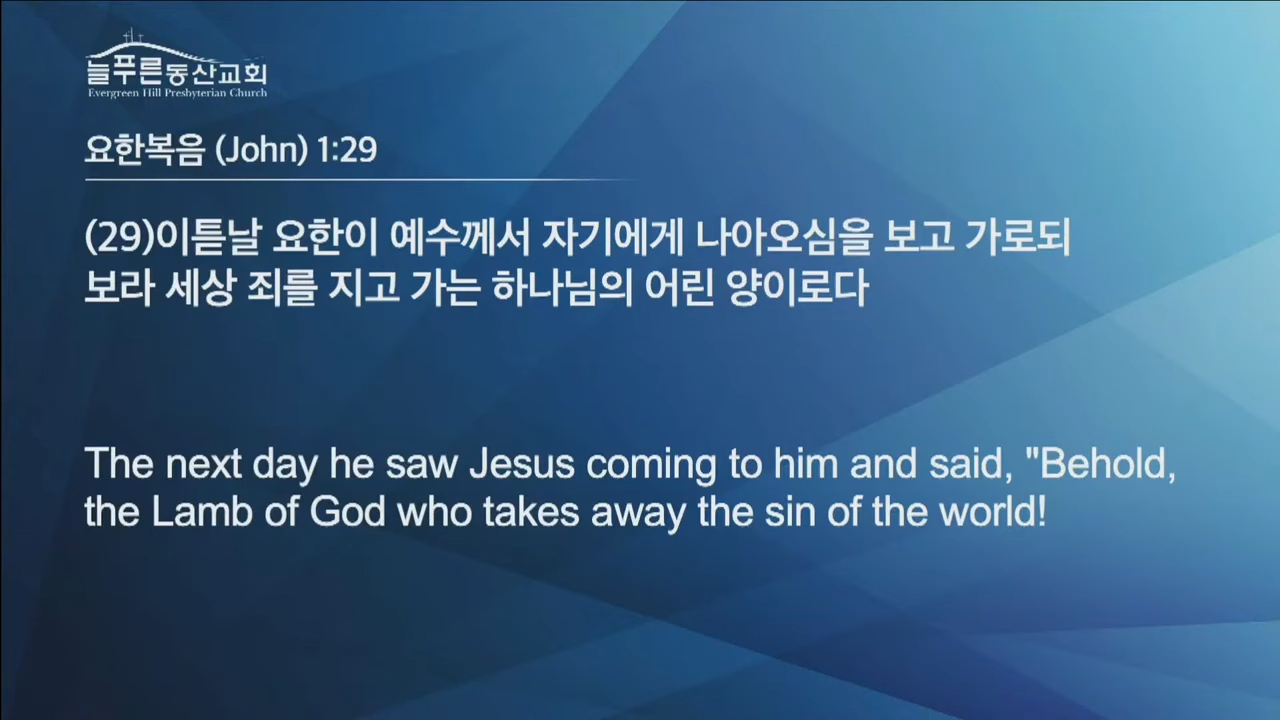 늘푸른동산교회
Evergreen Hill Presbyterian Church
요한복음 (John) 1:29
(29)이튿날 요한이 예수께서 자기에게 나아오심을 보고 가로되
보라 세상 죄를 지고 가는 하나님의 어린 양이로다
The next day he saw Jesus coming to him and said, "Behold,
the Lamb of God who takes away the sin of the world!